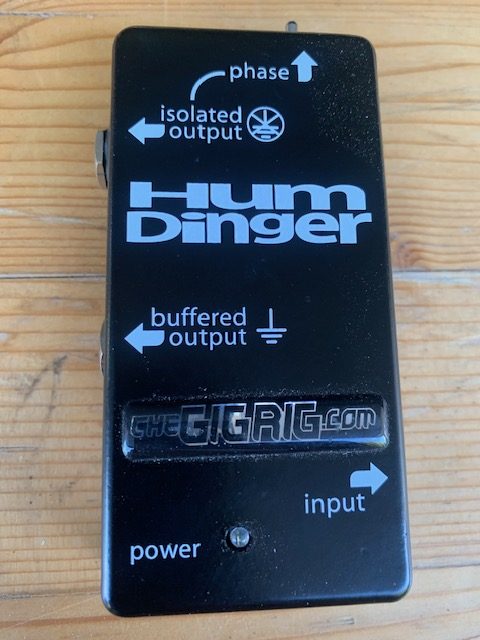 phase
isolated
output
Hum
Dinger
buffered
output
THEGIGRIG.COM
input
power